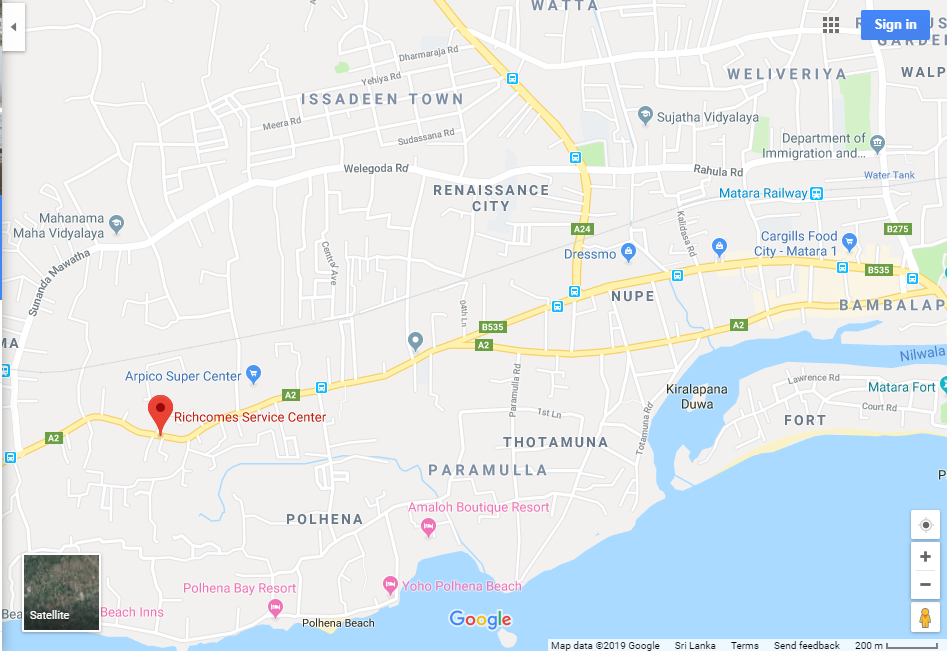 WATTA
Sign in
GARDE
Dharmaraja Rd
Yehiya Rd
WELIVERIYA
WALP
ISSADEEN TOWN
Meera Rd
Sujatha Vidyalaya
Sudassana Rd
Department of
Immigration and...
Welegoda Rd
Rahula Rd
Water Tank
RENAISSANCE
CITY
Matara Railway
Mahanama
Maha Vidyalaya
Kalidasa Rd
A24
B275
Cargills Food
City - Matara 1
Central Ave
Dressmo
Sunanda Mawatha
B535
NUPE
04th Ln
BAMBALAP
B535
A2
MA
A2
Nilwala
Arpico Super Center
Lawrence Rd
Kiralapana
Duwa
Matara Fort
A2
Paramulla Rd
Court Rd
Richcomes Service Center
1st Ln
FORT
A2
Totamuna Rd
THOTAMUNA
PARAMULLA
P
Amaloh Boutique Resort
POLHENA
Polhena Bay Resort
Yoho Polhena Beach
Satellite
Bea
Beach Inns
Polhena Beach
Google
Map data ©2019 Google Sri Lanka Terms Send feedback 200 m